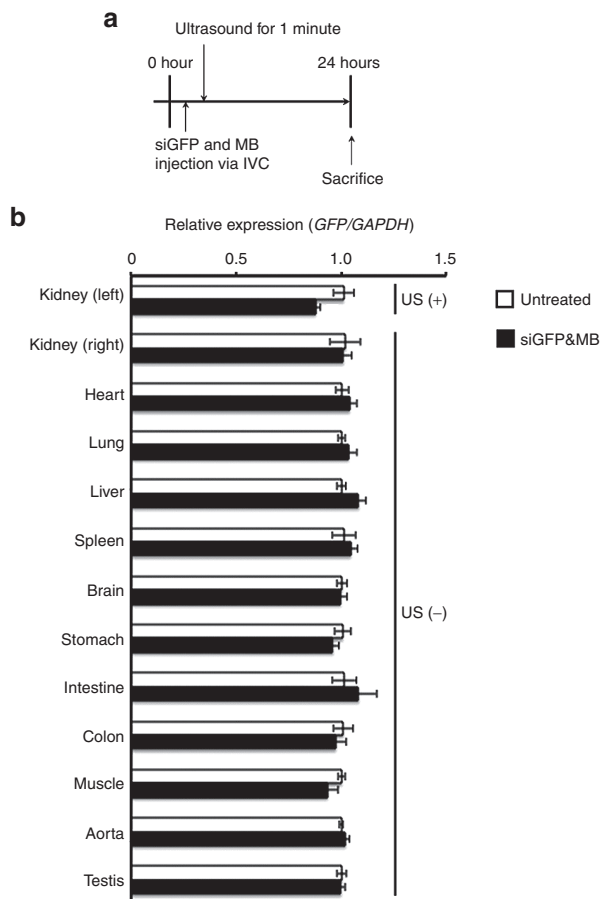 a
Ultrasound for 1 minute
0 hour
24 hours
siGFP and MB
injection via IVC
Sacrifice
b
Relative expression (GFP/GAPDH)
0
0.5
1.0
1.5
Kidney (left)
US (+)
Untreated
siGFP&MB
Kidney (right)
Heart
Lung
Liver
Spleen
Brain
US (−)
Stomach
Intestine
Colon
Muscle
Aorta
Testis